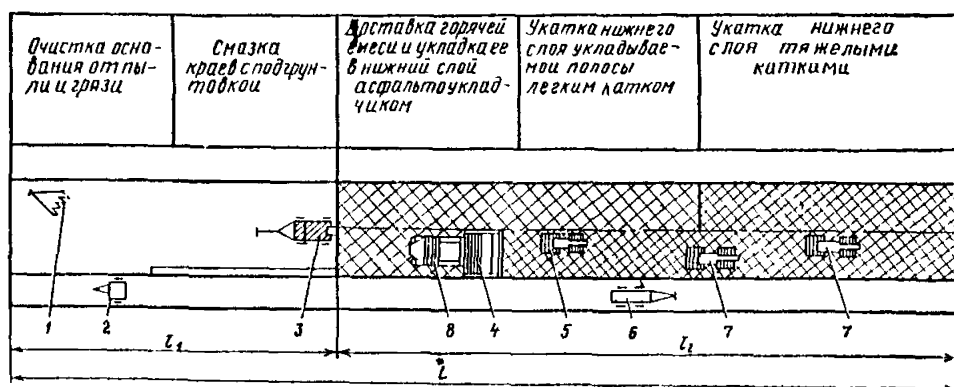 Очистка осно-
вания от пы-
ли и грязи
Смазка
краев с подгрун-
товкой
Доставка горячей
смеси и укладка ее
в нижний слой
асфальтоуклад-
чиком
Укатка нижнего
слоя укладывае-
мой полосы
легким катком
Укатка нижнего
слоя тяжелыми
катками
1 2 3 8 4 5 6 7 7
l₁ l₂
l